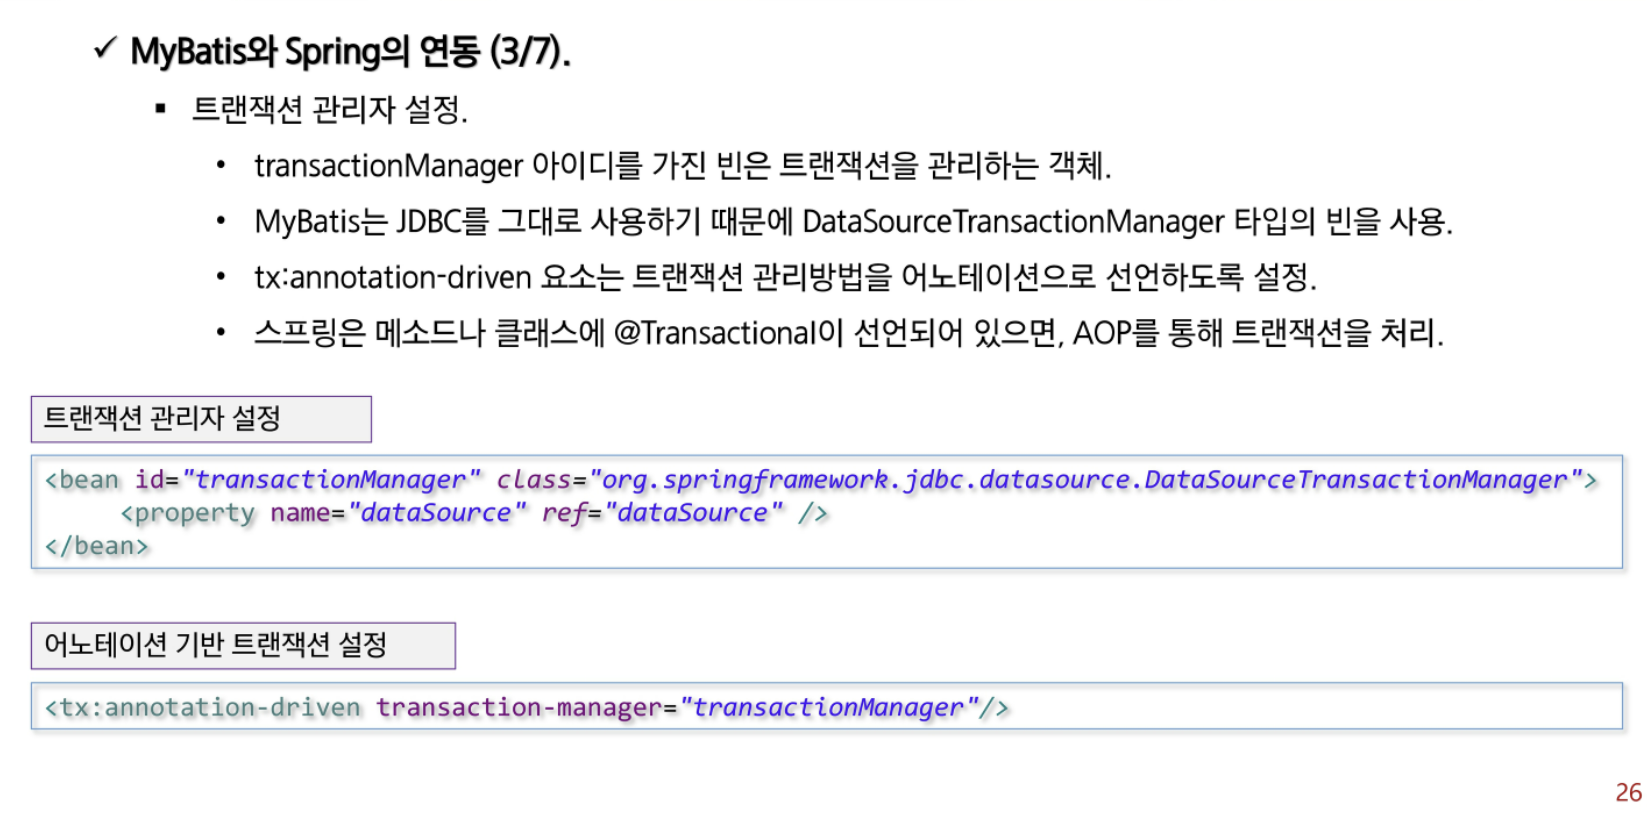 ✓ MyBatis와 Spring의 연동 (3/7).
▪ 트랜잭션 관리자 설정.
• transactionManager 아이디를 가진 빈은 트랜잭션을 관리하는 객체.
• MyBatis는 JDBC를 그대로 사용하기 때문에 DataSourceTransactionManager 타입의 빈을 사용.
• tx:annotation-driven 요소는 트랜잭션 관리방법을 어노테이션으로 선언하도록 설정.
• 스프링은 메소드나 클래스에 @Transactional이 선언되어 있으면, AOP를 통해 트랜잭션을 처리.
트랜잭션 관리자 설정
<bean id="transactionManager" class="org.springframework.jdbc.datasource.DataSourceTransactionManager">
<property name="dataSource" ref="dataSource" />
</bean>
어노테이션 기반 트랜잭션 설정
<tx:annotation-driven transaction-manager="transactionManager"/>
26